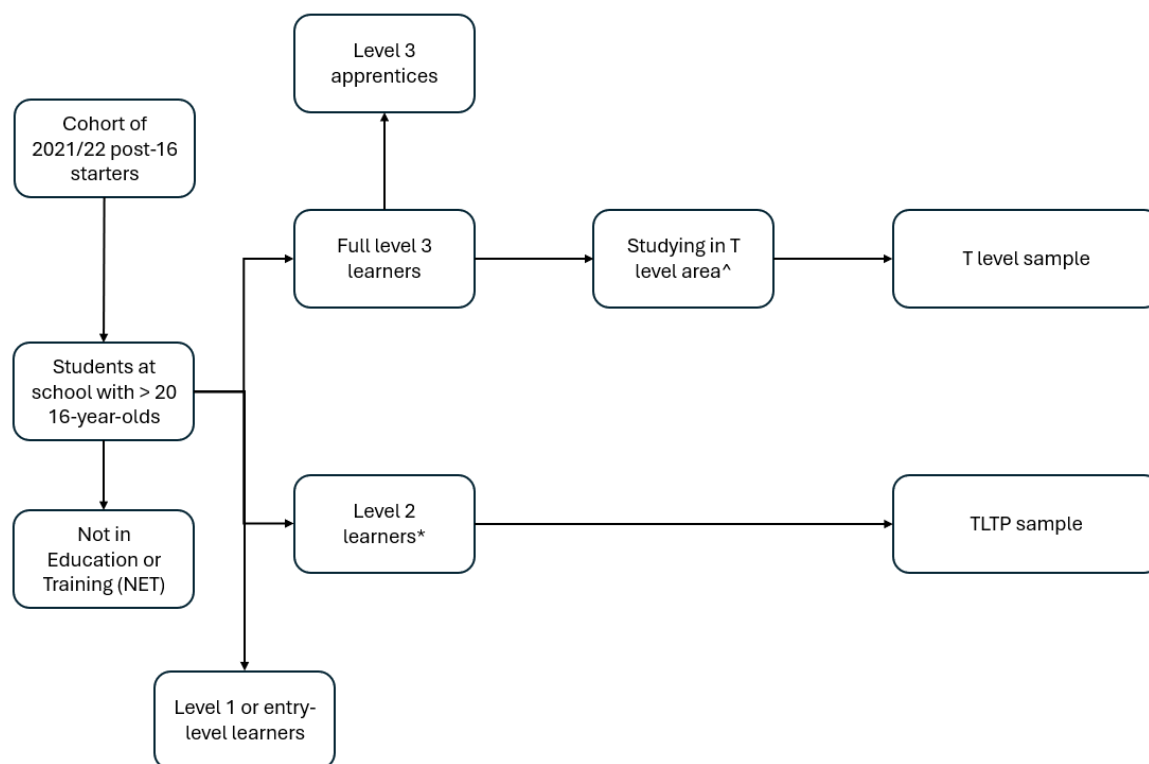 Level 3
apprentices
Cohort of
2021/22 post-16
starters
Full level 3
learners
Studying in T
level area^
T level sample
Students at
school with > 20
16-year-olds
Not in
Education or
Training (NET)
Level 2
learners*
TLTP sample
Level 1 or entry-
level learners